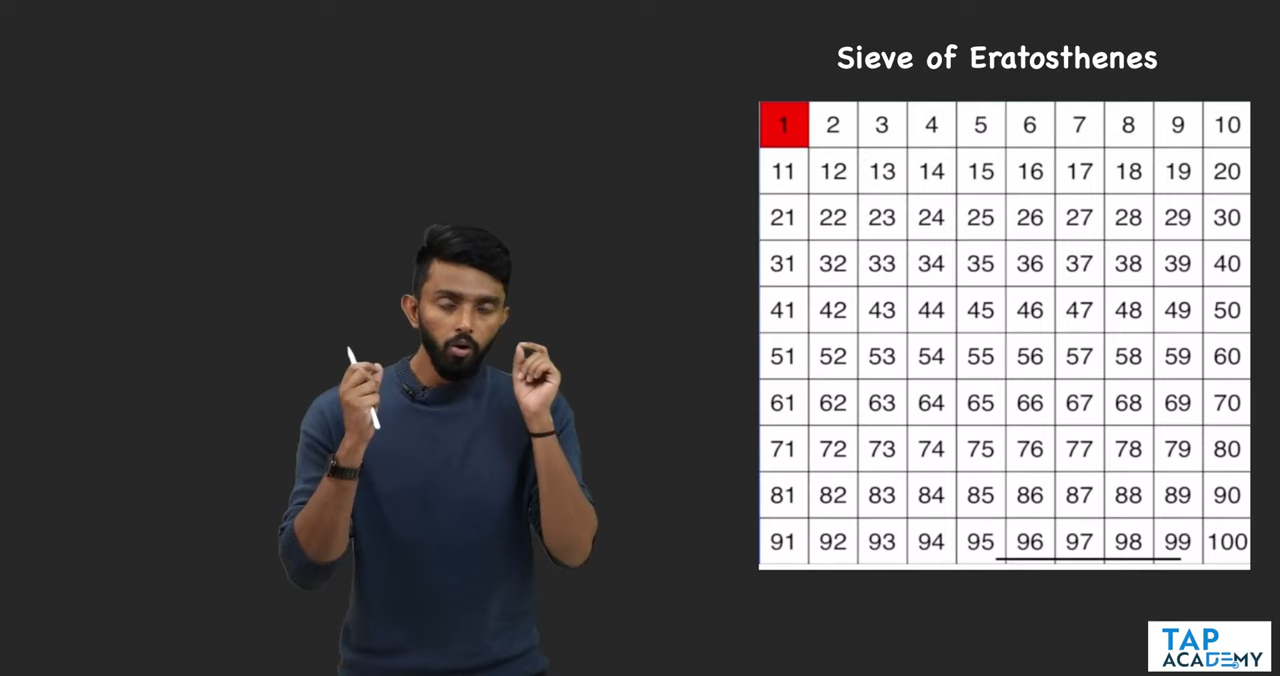 Sieve of Eratosthenes
1 2 3 4 5 6 7 8 9 10
11 12 13 14 15 16 17 18 19 20
21 22 23 24 25 26 27 28 29 30
31 32 33 34 35 36 37 38 39 40
41 42 43 44 45 46 47 48 49 50
51 52 53 54 55 56 57 58 59 60
61 62 63 64 65 66 67 68 69 70
71 72 73 74 75 76 77 78 79 80
81 82 83 84 85 86 87 88 89 90
91 92 93 94 95 96 97 98 99 100
TAP
ACADEMY